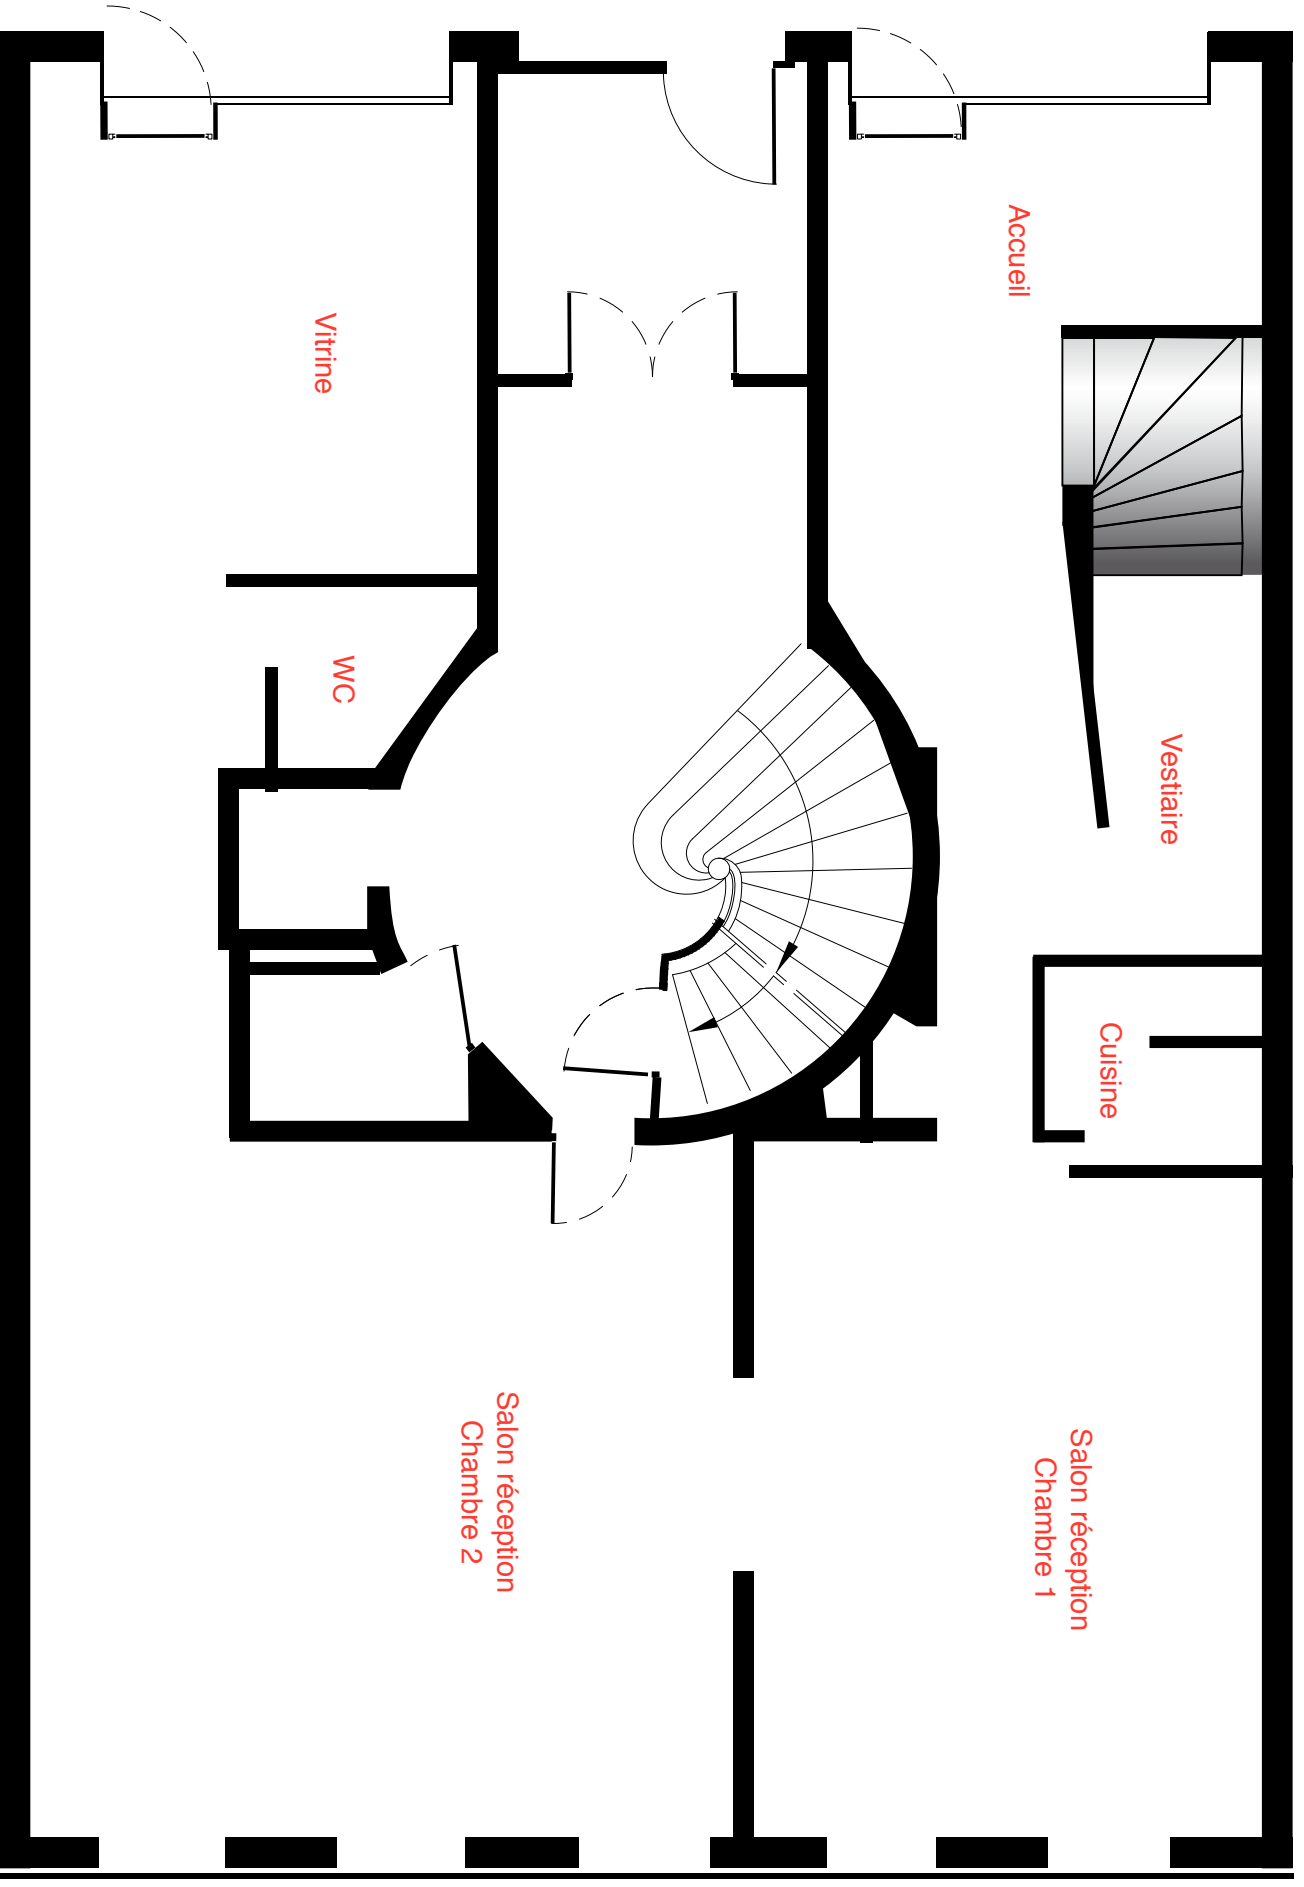 Accueil
Vitrine
WC
Vestiaire
Cuisine
Salon réception
Chambre 2
Salon réception
Chambre 1